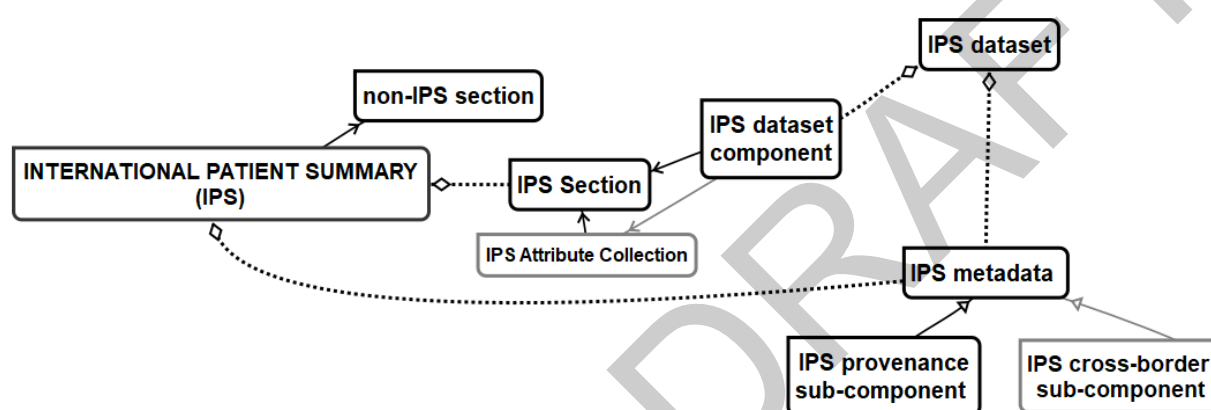 IPS dataset
non-IPS section
IPS dataset
component
INTERNATIONAL PATIENT SUMMARY
(IPS)
IPS Section
IPS Attribute Collection
IPS metadata
IPS provenance
sub-component
IPS cross-border
sub-component
DRAFT